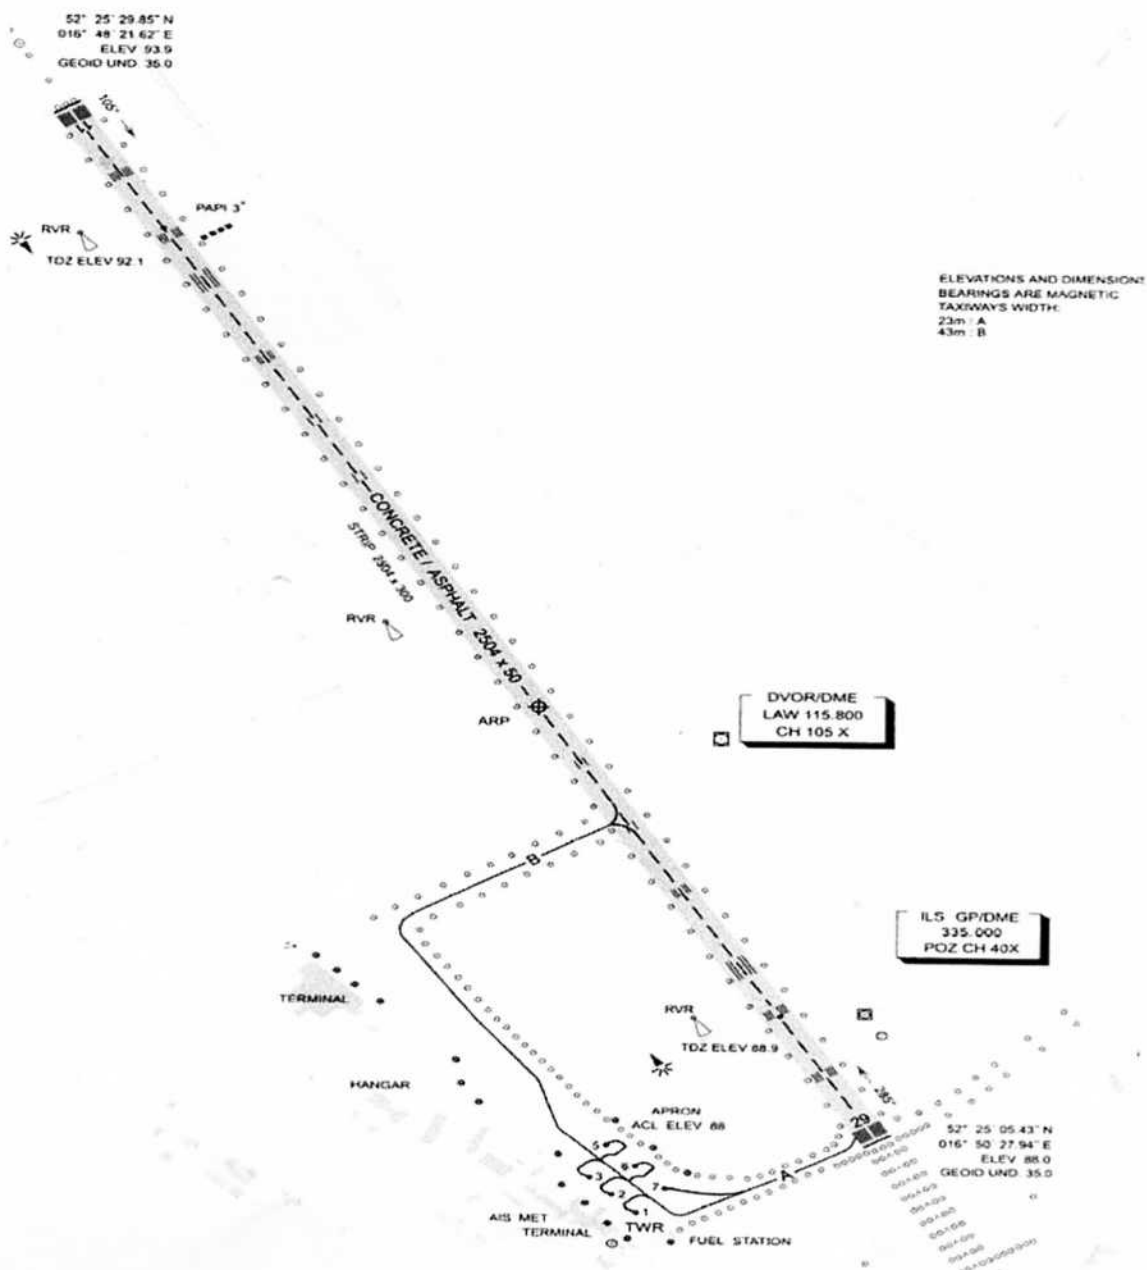 52° 25' 29.85" N
016° 48' 21.62" E
ELEV 93.9
GEOID UND. 35.0
105°
PAPI 3°
RVR
TDZ ELEV 92.1
ELEVATIONS AND DIMENSIONS
BEARINGS ARE MAGNETIC
TAXIWAYS WIDTH:
23m : A
43m : B
CONCRETE / ASPHALT 2504 x 50
STRIP 2504 x 300
RVR
ARP
DVOR/DME
LAW 115.800
CH 105 X
B
ILS GP/DME
335.000
POZ CH 40X
TERMINAL
RVR
TDZ ELEV 88.9
HANGAR
285°
29
APRON
ACL ELEV 88
52° 25' 05.43" N
016° 50' 27.94" E
ELEV 88.0
GEOID UND. 35.0
5
6
3
7
2
1
A
AIS MET
TERMINAL
TWR
FUEL STATION